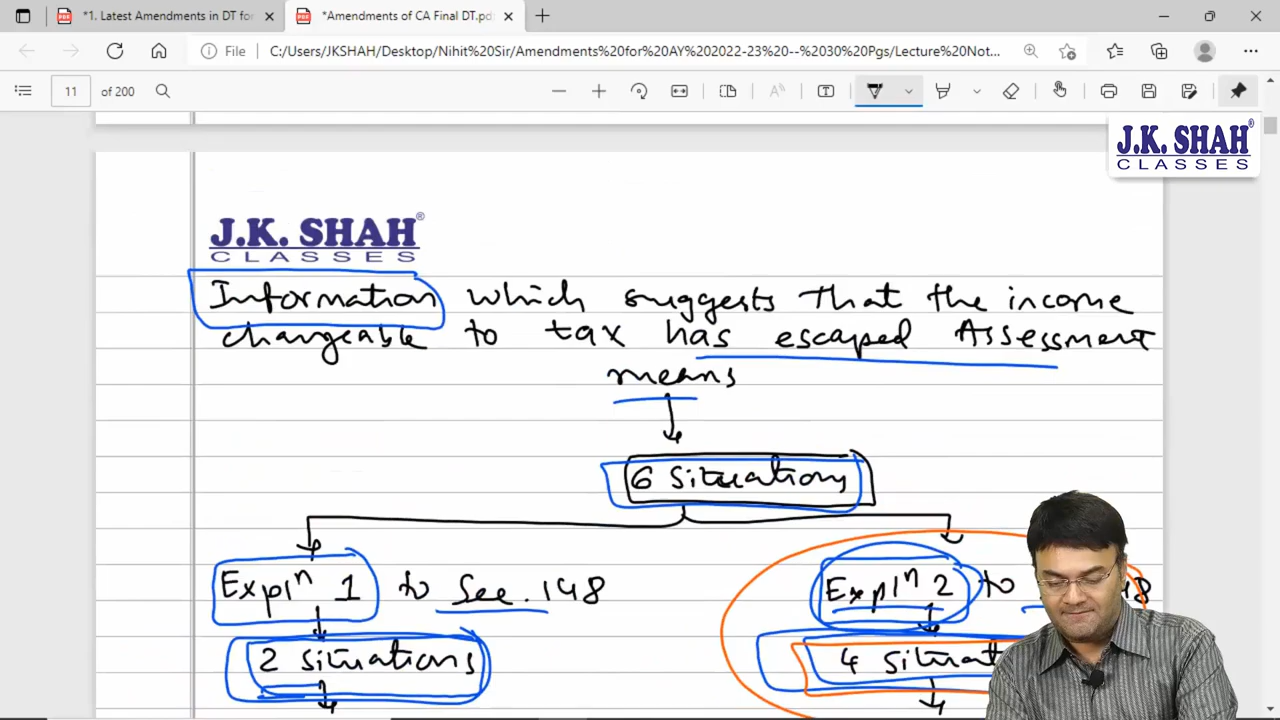 *1. Latest Amendments in DT for
*Amendments of CA Final DT.pd
File
C:/Users/JKSHAH/Desktop/Nihit%20Sir/Amendments%20for%20AY%202022-23%20--%2030%20Pgs/Lecture%20Not...
11 of 200
J.K. SHAH®
CLASSES
J.K. SHAH®
CLASSES
Information which suggests that the income
chargeable to tax has escaped Assessment
means
6 Situations
Expln 1 to Sec. 148
Expln 2 to
2 situations
4